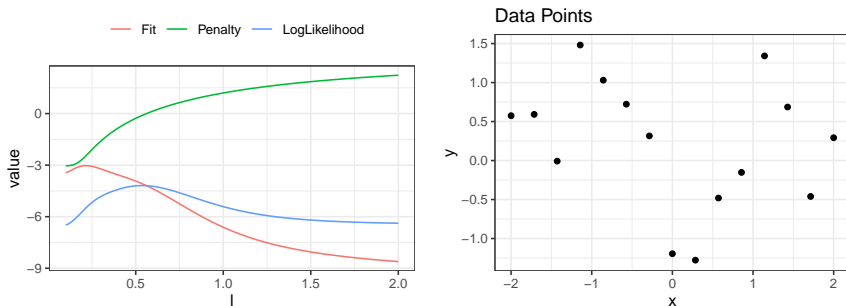 Fit Penalty LogLikelihood
value
0
−3
−6
−9
0.5 1.0 1.5 2.0
l
Data Points
y
1.5
1.0
0.5
0.0
−0.5
−1.0
−2 −1 0 1 2
x